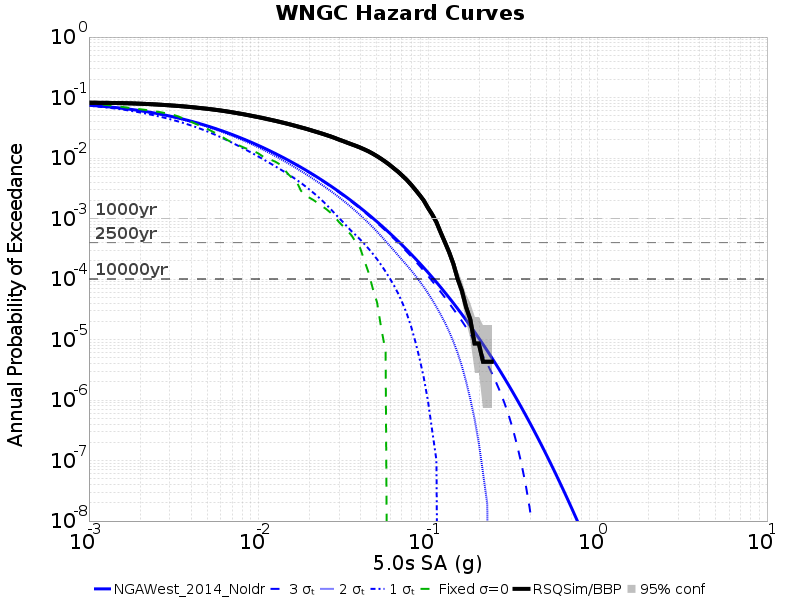 WNGC Hazard Curves
Annual Probability of Exceedance
10^0
10^-1
10^-2
10^-3
10^-4
10^-5
10^-6
10^-7
10^-8
1000yr
2500yr
10000yr
10^-3 10^-2 10^-1 10^0 10^1
5.0s SA (g)
NGAWest_2014_NoIdr 3 σₜ 2 σₜ 1 σₜ Fixed σ=0 RSQSim/BBP 95% conf